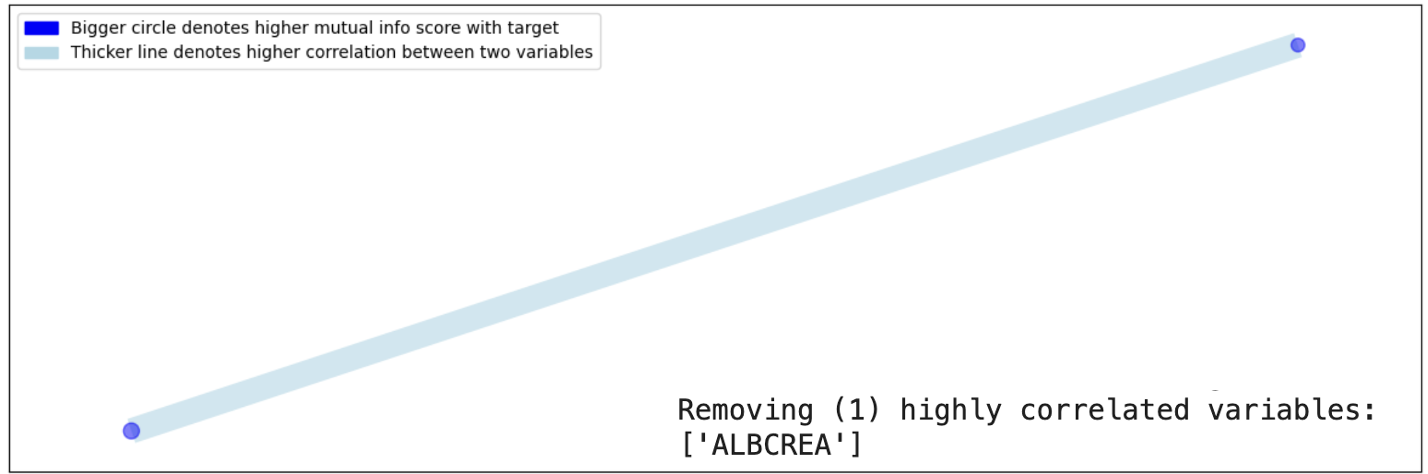 Bigger circle denotes higher mutual info score with target
Thicker line denotes higher correlation between two variables
Removing (1) highly correlated variables:
['ALBCREA']